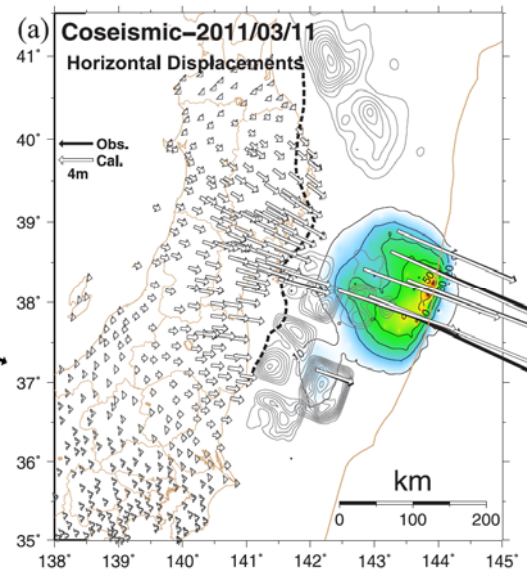 (a) Coseismic-2011/03/11
Horizontal Displacements
41°
40°
39°
38°
37°
36°
35°
Obs.
Cal.
4m
km
0 100 200
138° 139° 140° 141° 142° 143° 144° 145°